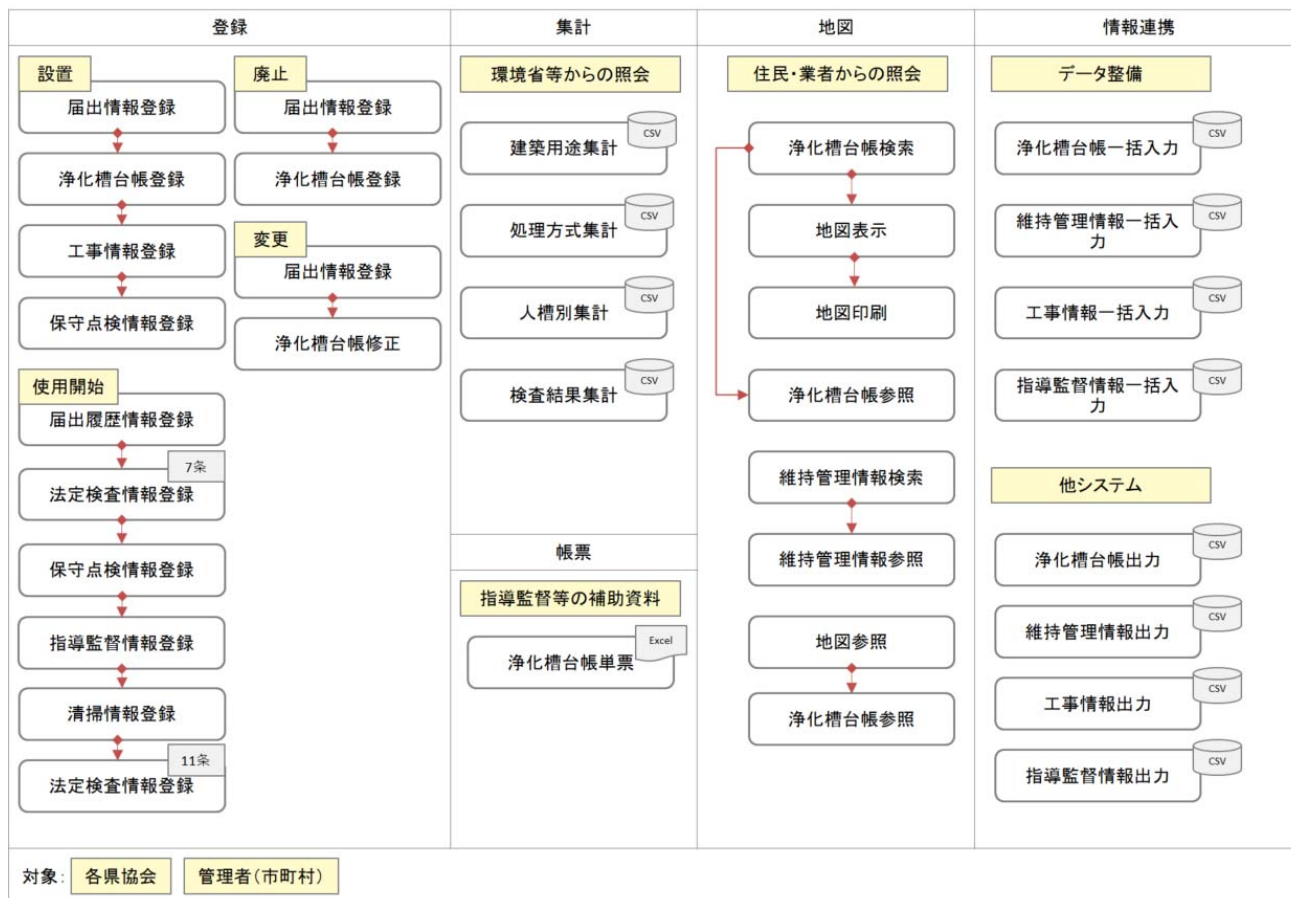 登録
設置
届出情報登録
浄化槽台帳登録
工事情報登録
保守点検情報登録
廃止
届出情報登録
浄化槽台帳登録
変更
届出情報登録
浄化槽台帳修正
使用開始
届出履歴情報登録
7条
法定検査情報登録
保守点検情報登録
指導監督情報登録
清掃情報登録
11条
法定検査情報登録
集計
環境省等からの照会
CSV
建築用途集計
CSV
処理方式集計
CSV
人槽別集計
CSV
検査結果集計
帳票
指導監督等の補助資料
Excel
浄化槽台帳単票
地図
住民・業者からの照会
浄化槽台帳検索
地図表示
地図印刷
浄化槽台帳参照
維持管理情報検索
維持管理情報参照
地図参照
浄化槽台帳参照
情報連携
データ整備
CSV
浄化槽台帳一括入力
CSV
維持管理情報一括入
力
CSV
工事情報一括入力
CSV
指導監督情報一括入
力
他システム
CSV
浄化槽台帳出力
CSV
維持管理情報出力
CSV
工事情報出力
CSV
指導監督情報出力
対象: 各県協会 管理者(市町村)